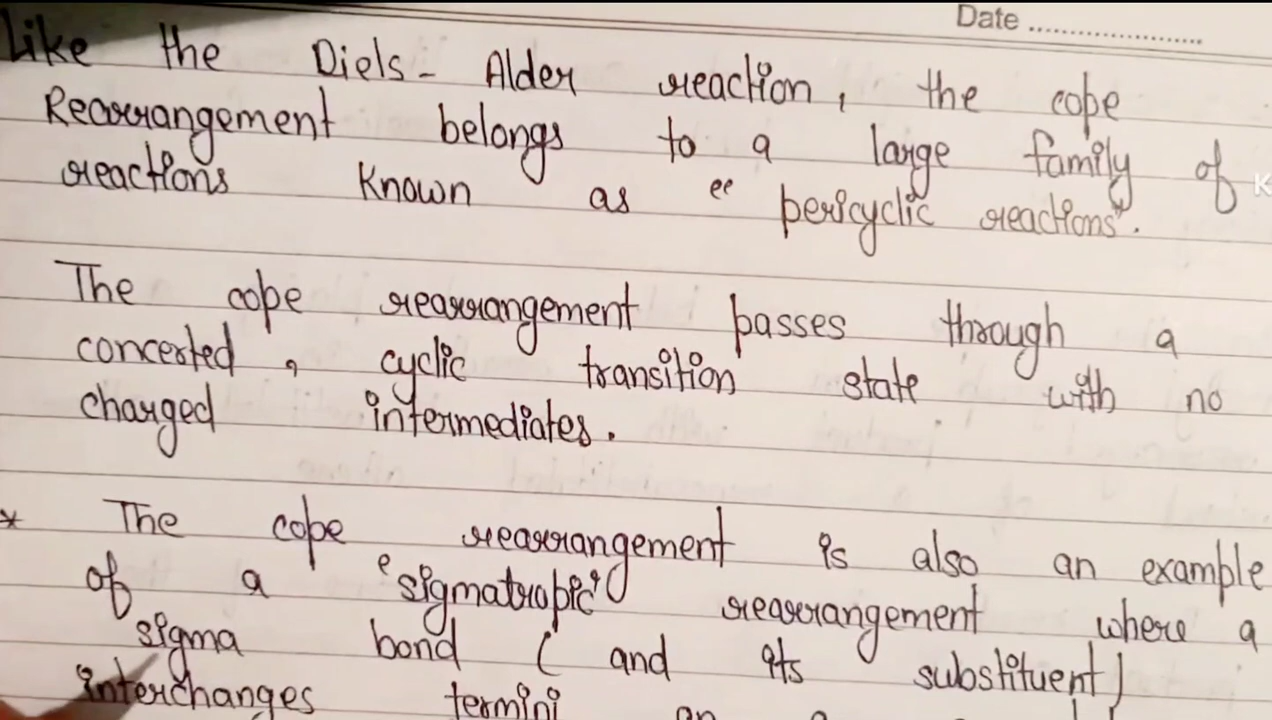 Date ......................
Like the Diels- Alder reaction, the cope
Rearrangement belongs to a large family of
reactions known as "pericyclic reactions".
K
The cope rearrangement passes through a
concerted, cyclic transition state with no
charged intermediates.
* The cope rearrangement is also an example
of a 'sigmatropic' rearrangement where a
sigma bond (and its substituent)
interchanges termini on a